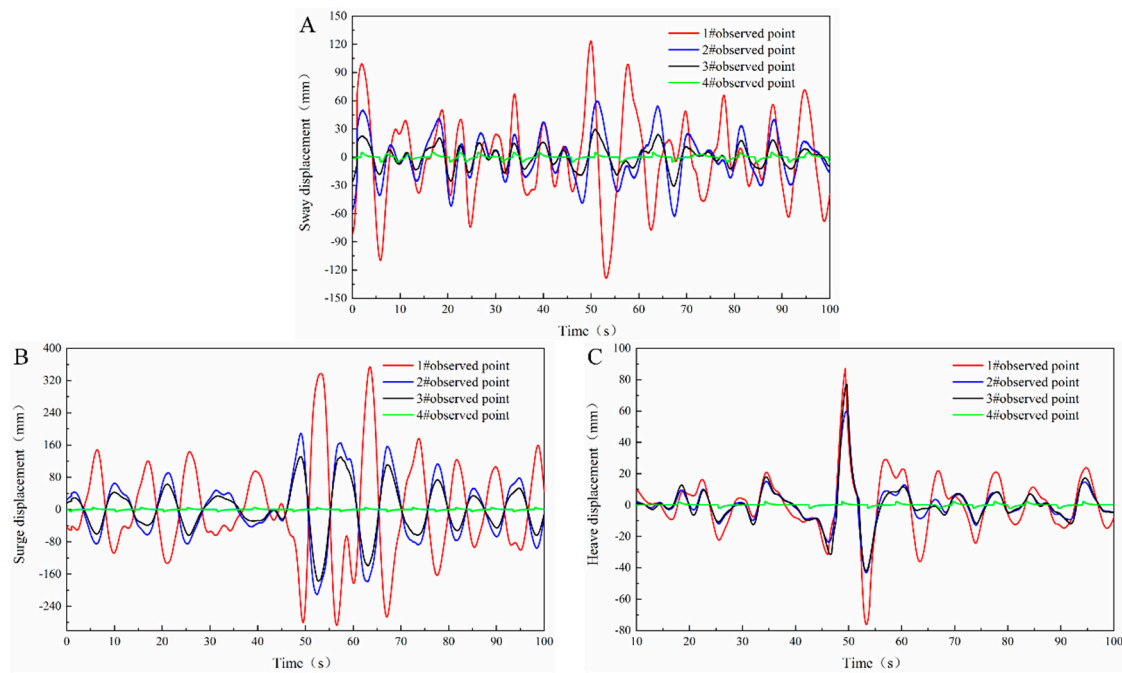 A
Sway displacement（mm）
150
120
90
60
30
0
-30
-60
-90
-120
-150
1#observed point
2#observed point
3#observed point
4#observed point
0 10 20 30 40 50 60 70 80 90 100
Time（s）
B
Surge displacement（mm）
400
320
240
160
80
0
-80
-160
-240
1#observed point
2#observed point
3#observed point
4#observed point
0 10 20 30 40 50 60 70 80 90 100
Time（s）
C
Heave displacement（mm）
100
80
60
40
20
0
-20
-40
-60
-80
1#observed point
2#observed point
3#observed point
4#observed point
10 20 30 40 50 60 70 80 90 100
Time（s）